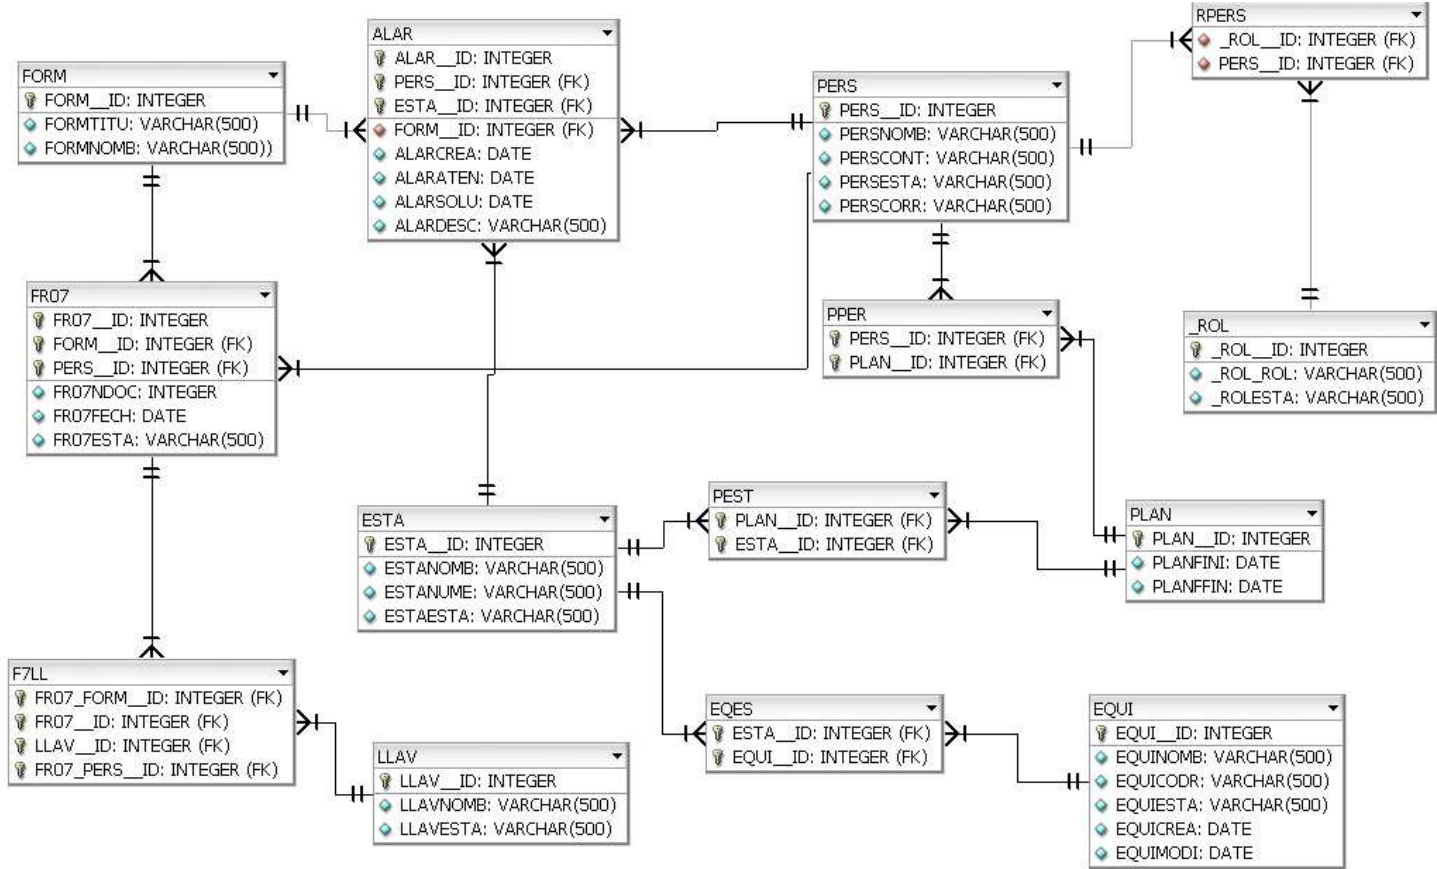 FORM
FORM__ID: INTEGER
FORMTITU: VARCHAR(500)
FORMNOMB: VARCHAR(500))
ALAR
ALAR__ID: INTEGER
PERS__ID: INTEGER (FK)
ESTA__ID: INTEGER (FK)
FORM__ID: INTEGER (FK)
ALARCREA: DATE
ALARATEN: DATE
ALARSOLU: DATE
ALARDESC: VARCHAR(500)
PERS
PERS__ID: INTEGER
PERSNOMB: VARCHAR(500)
PERSCONT: VARCHAR(500)
PERSESTA: VARCHAR(500)
PERSCORR: VARCHAR(500)
RPERS
_ROL__ID: INTEGER (FK)
PERS__ID: INTEGER (FK)
FR07
FR07__ID: INTEGER
FORM__ID: INTEGER (FK)
PERS__ID: INTEGER (FK)
FR07NDOC: INTEGER
FR07FECH: DATE
FR07ESTA: VARCHAR(500)
PPER
PERS__ID: INTEGER (FK)
PLAN__ID: INTEGER (FK)
_ROL
_ROL__ID: INTEGER
_ROL_ROL: VARCHAR(500)
_ROLESTA: VARCHAR(500)
ESTA
ESTA__ID: INTEGER
ESTANOMB: VARCHAR(500)
ESTANUME: VARCHAR(500)
ESTAESTA: VARCHAR(500)
PEST
PLAN__ID: INTEGER (FK)
ESTA__ID: INTEGER (FK)
PLAN
PLAN__ID: INTEGER
PLANFINI: DATE
PLANFFIN: DATE
F7LL
FR07_FORM__ID: INTEGER (FK)
FR07__ID: INTEGER (FK)
LLAV__ID: INTEGER (FK)
FR07_PERS__ID: INTEGER (FK)
LLAV
LLAV__ID: INTEGER
LLAVNOMB: VARCHAR(500)
LLAVESTA: VARCHAR(500)
EQES
ESTA__ID: INTEGER (FK)
EQUI__ID: INTEGER (FK)
EQUI
EQUI__ID: INTEGER
EQUINOMB: VARCHAR(500)
EQUICODR: VARCHAR(500)
EQUIESTA: VARCHAR(500)
EQUICREA: DATE
EQUIMODI: DATE